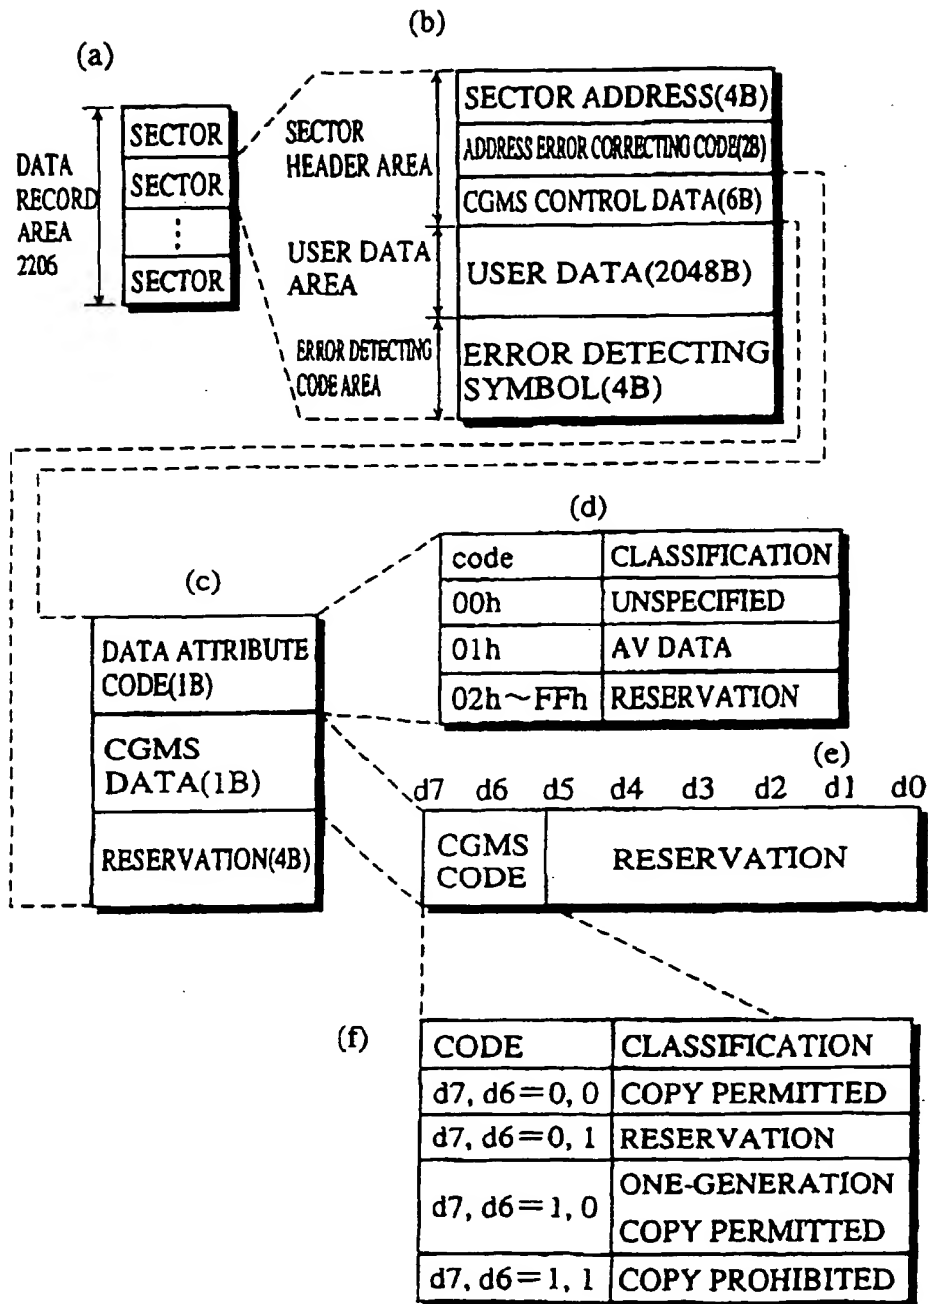 (a)
DATA
RECORD
AREA
2206
SECTOR
SECTOR
⋮
SECTOR
(b)
SECTOR
HEADER AREA
USER DATA
AREA
ERROR DETECTING
CODE AREA
SECTOR ADDRESS(4B)
ADDRESS ERROR CORRECTING CODE(2B)
CGMS CONTROL DATA(6B)
USER DATA(2048B)
ERROR DETECTING
SYMBOL(4B)
(c)
DATA ATTRIBUTE
CODE(1B)
CGMS
DATA(1B)
RESERVATION(4B)
(d)
code CLASSIFICATION
00h UNSPECIFIED
01h AV DATA
02h~FFh RESERVATION
(e)
d7 d6 d5 d4 d3 d2 d1 d0
CGMS
CODE
RESERVATION
(f)
CODE CLASSIFICATION
d7, d6=0, 0 COPY PERMITTED
d7, d6=0, 1 RESERVATION
d7, d6=1, 0 ONE-GENERATION
COPY PERMITTED
d7, d6=1, 1 COPY PROHIBITED